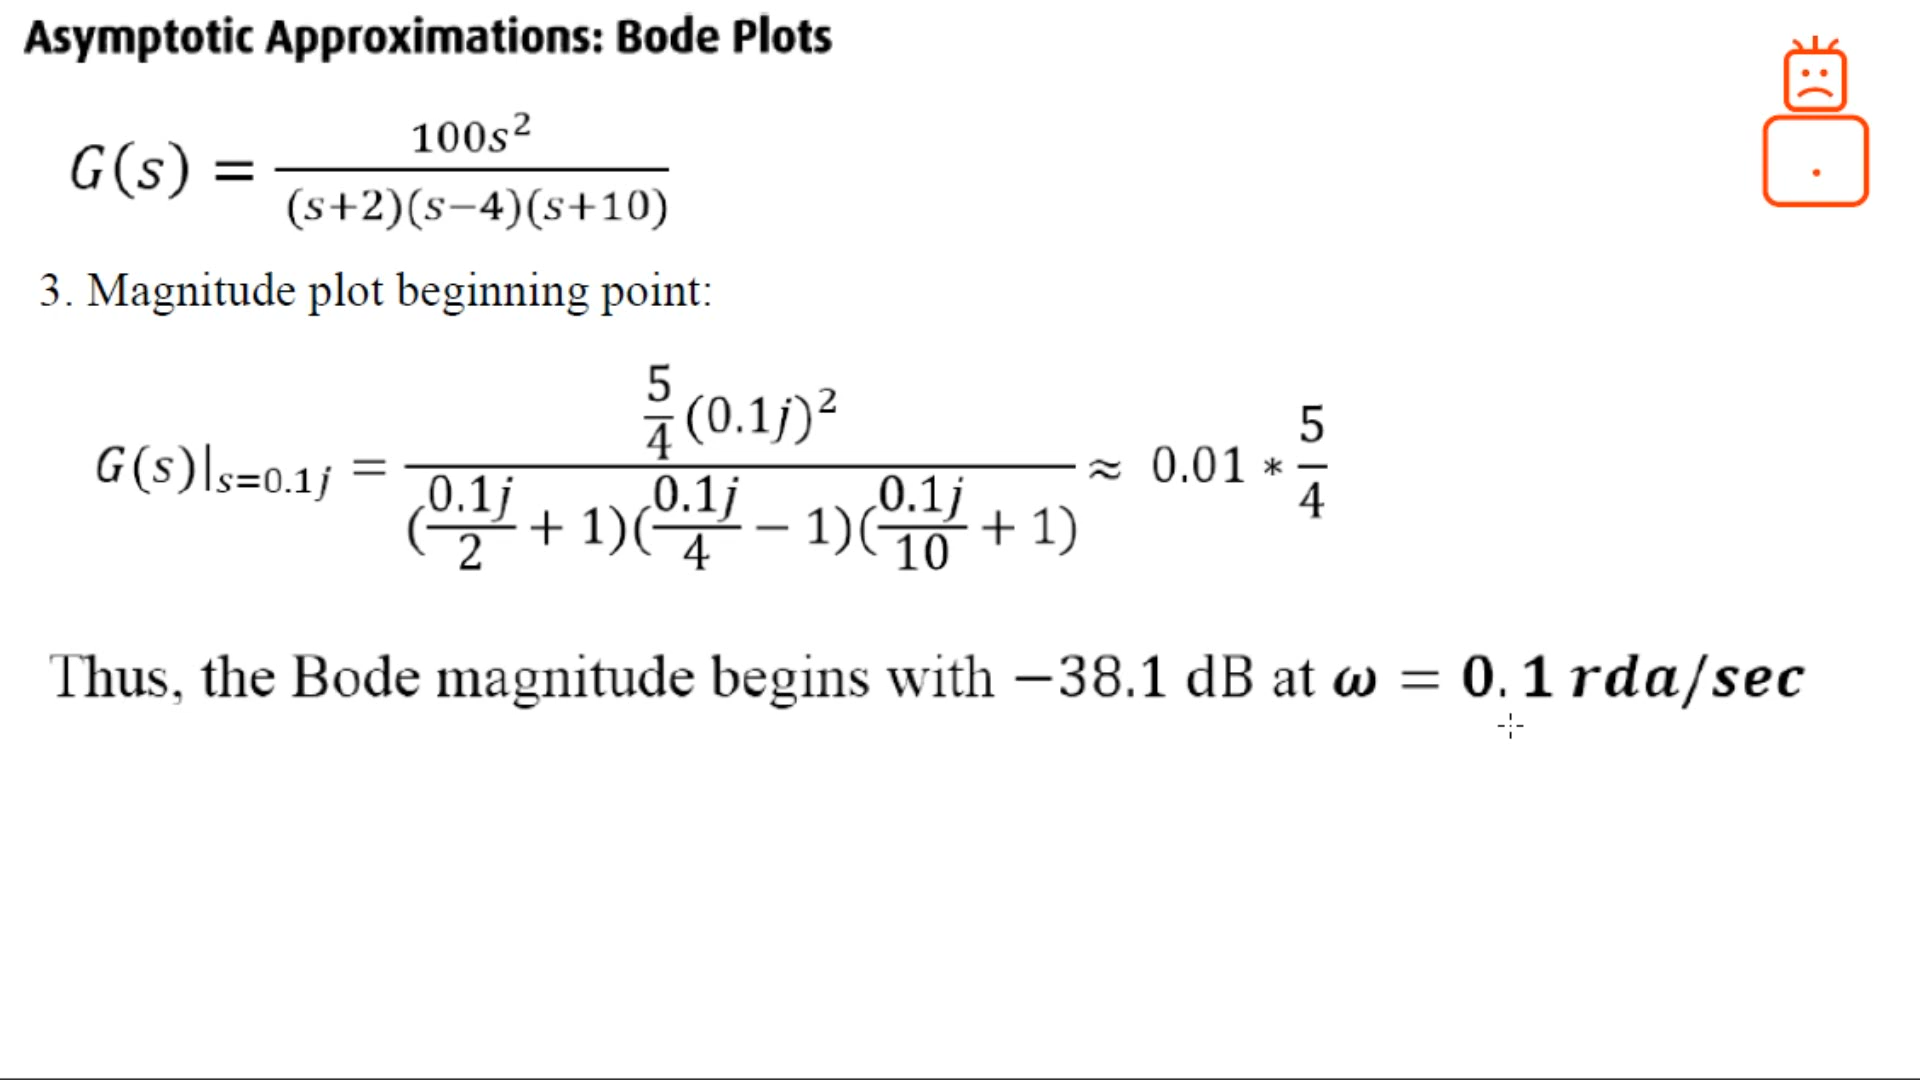 Asymptotic Approximations: Bode Plots
G(s) = 100s² / (s+2)(s−4)(s+10)
3. Magnitude plot beginning point:
G(s)|s=0.1j = 5/4 (0.1j)² / (0.1j/2 + 1)(0.1j/4 − 1)(0.1j/10 + 1) ≈ 0.01 * 5/4
Thus, the Bode magnitude begins with −38.1 dB at ω = 0.1 rda/sec